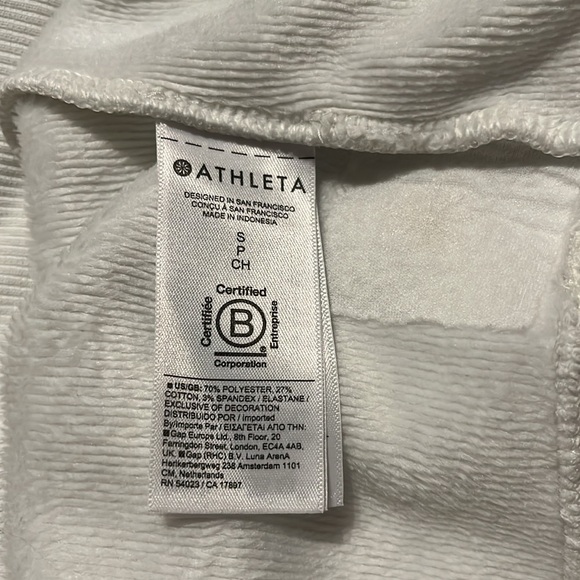 ATHLETA
DESIGNED IN SAN FRANCISCO
CONÇU À SAN FRANCISCO
MADE IN INDONESIA
S
P
CH
Certified
Certifiée
B
Entreprise
Corporation
US/GB: 70% POLYESTER, 27%
COTTON, 3% SPANDEX / ELASTANE /
EXCLUSIVE OF DECORATION
DISTRIBUIDO POR / Imported
By/Importe Par / ΕΙΣΑΓΕΤΑΙ ΑΠΟ ΤΗΝ:
■Gap Europe Ltd., 8th Floor, 20
Farringdon Street, London, EC4A 4AB,
UK. ■Gap (RHC) B.V. Luna ArenA
Herikerbergweg 238 Amsterdam 1101
CM, Netherlands
RN 54023 / CA 17897